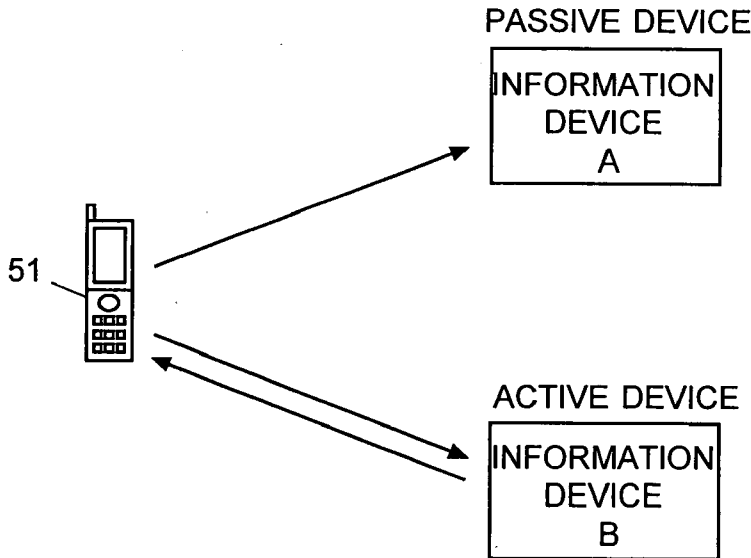 PASSIVE DEVICE
INFORMATION
DEVICE
A
51
ACTIVE DEVICE
INFORMATION
DEVICE
B